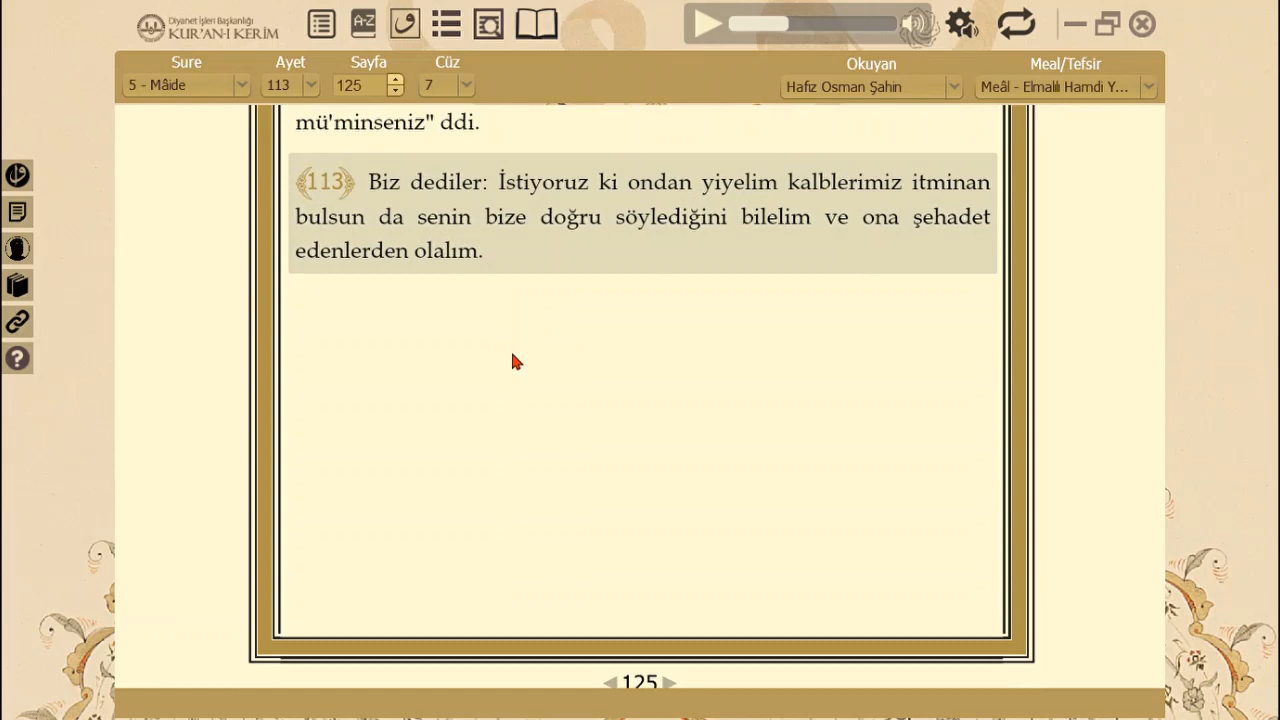 Diyanet İşleri Başkanlığı
KUR'AN-I KERİM
A-Z
Sure Ayet Sayfa Cüz Okuyan Meal/Tefsir
5 - Mâide 113 125 7 Hafız Osman Şahin Meâl - Elmalılı Hamdi Y...
mü'minseniz" ddi.
113 Biz dediler: İstiyoruz ki ondan yiyelim kalblerimiz itminan
bulsun da senin bize doğru söylediğini bilelim ve ona şehadet
edenlerden olalım.
?
125